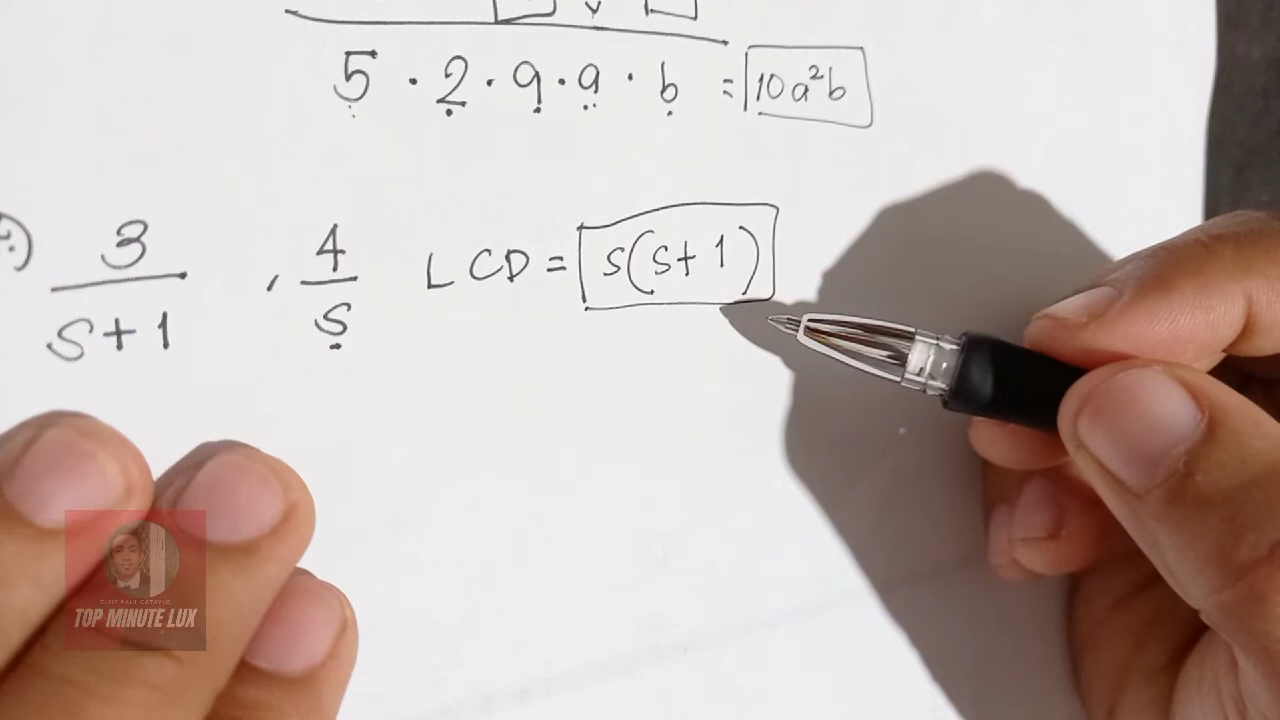 5 · 2 · a · a · b = 10a²b
:) 3/(s+1) , 4/s LCD = s(s+1)
TOP MINUTE LUX